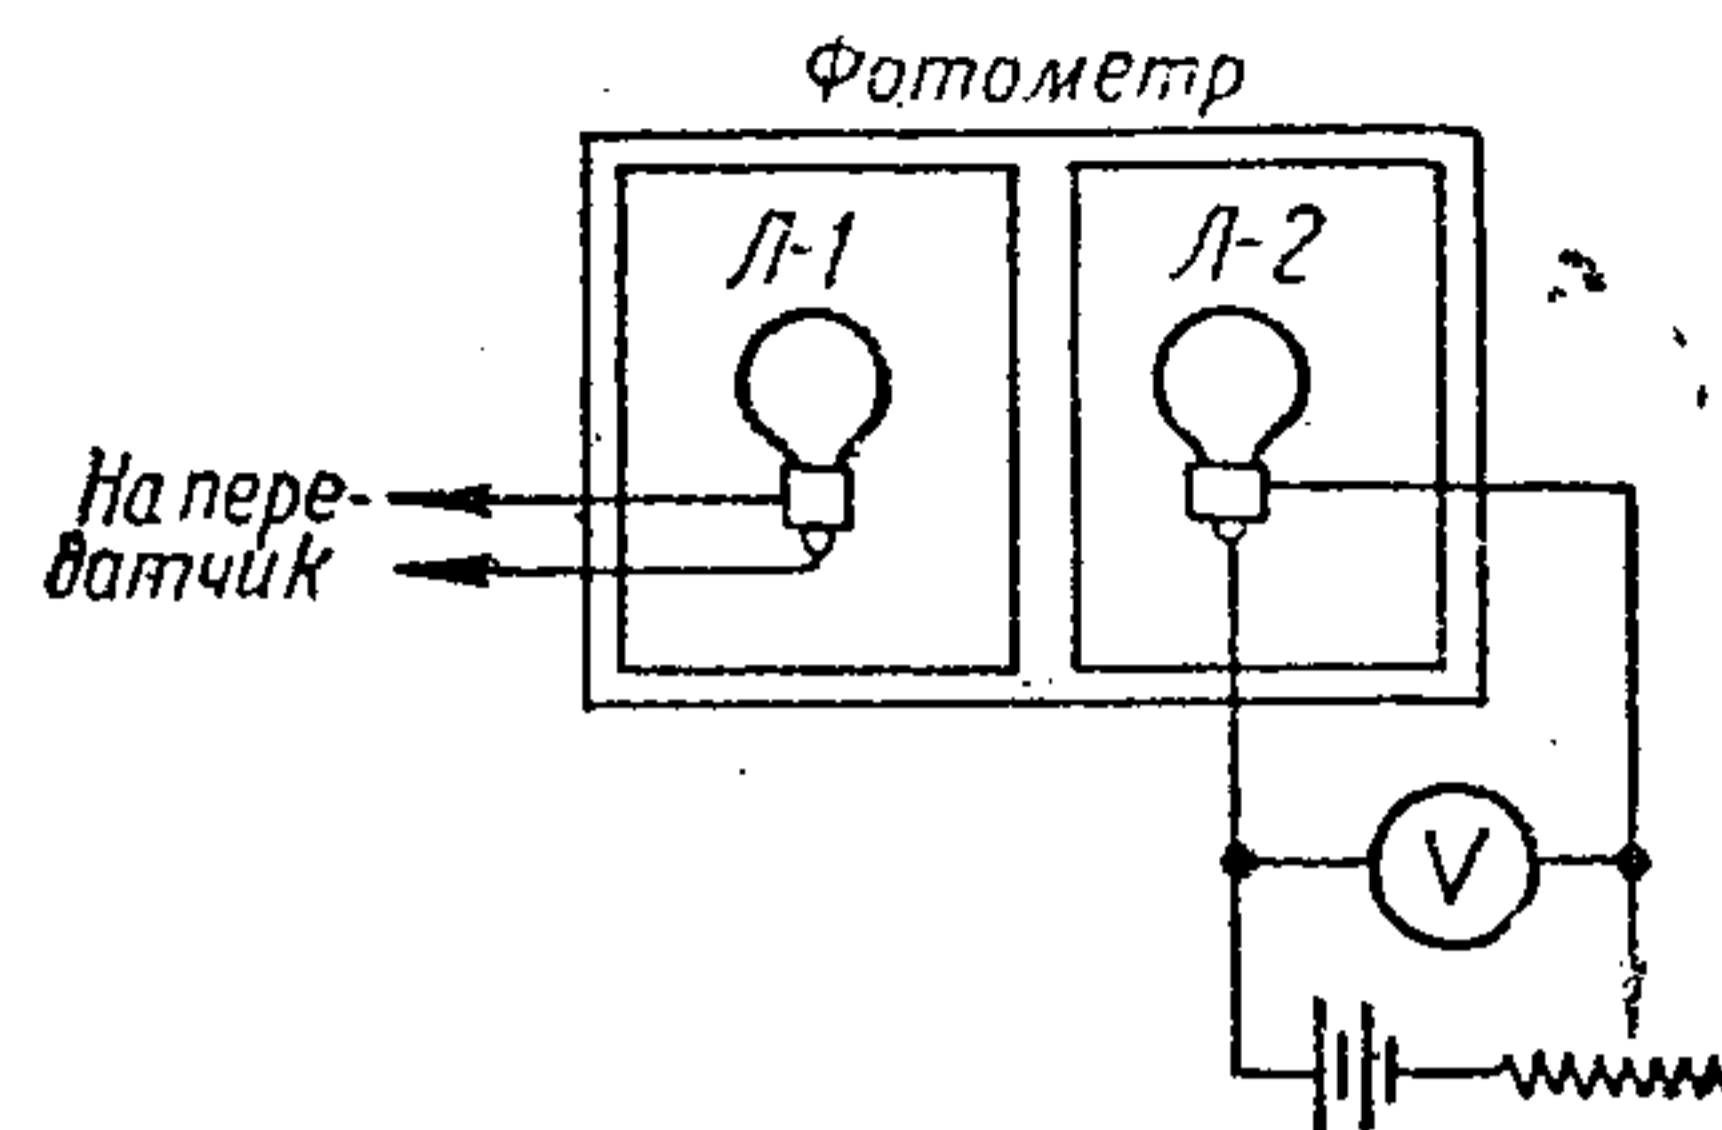 Фотометр
Л-1
Л-2
На пере-
датчик
V